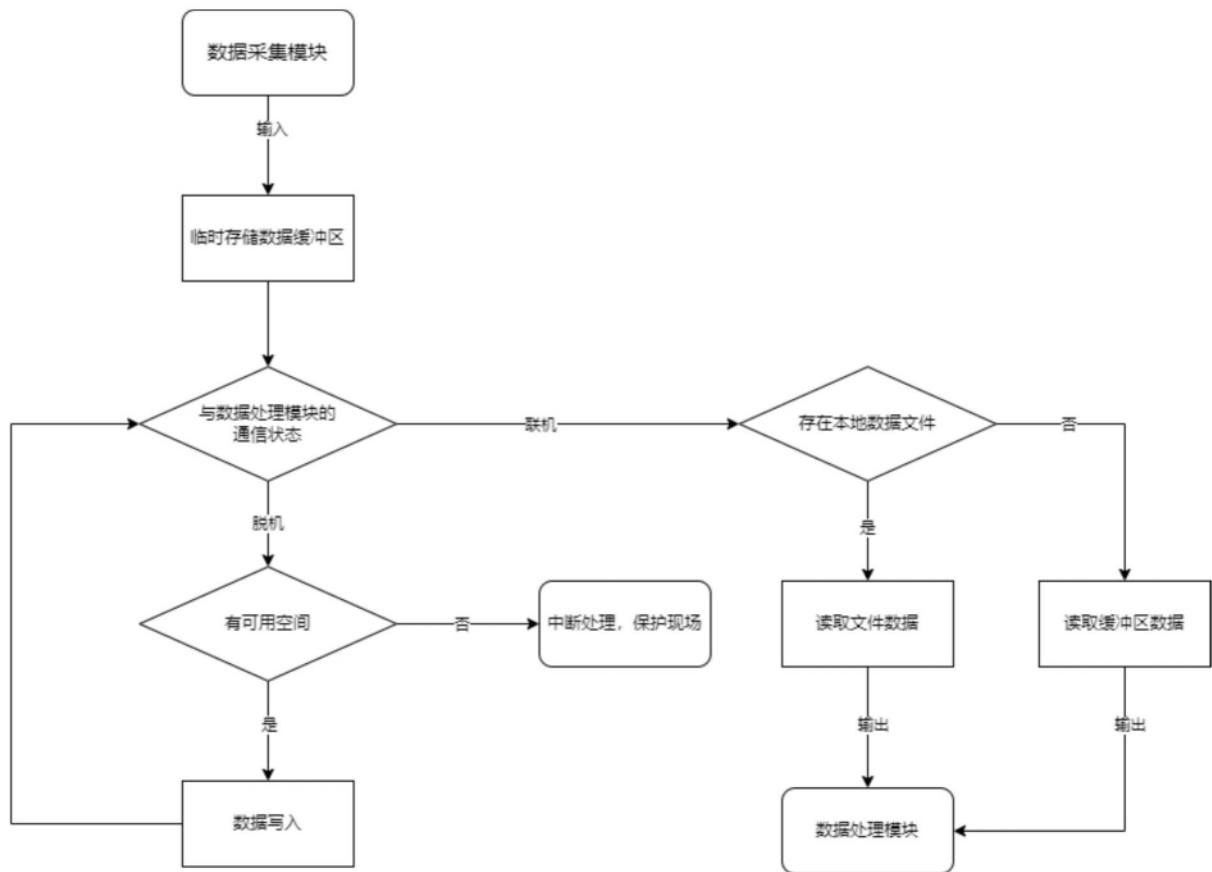 数据采集模块
输入
临时存储数据缓冲区
与数据处理模块的
通信状态
联机
存在本地数据文件
否
脱机
是
有可用空间
否
中断处理，保护现场
读取文件数据
读取缓冲区数据
是
输出
输出
数据写入
数据处理模块